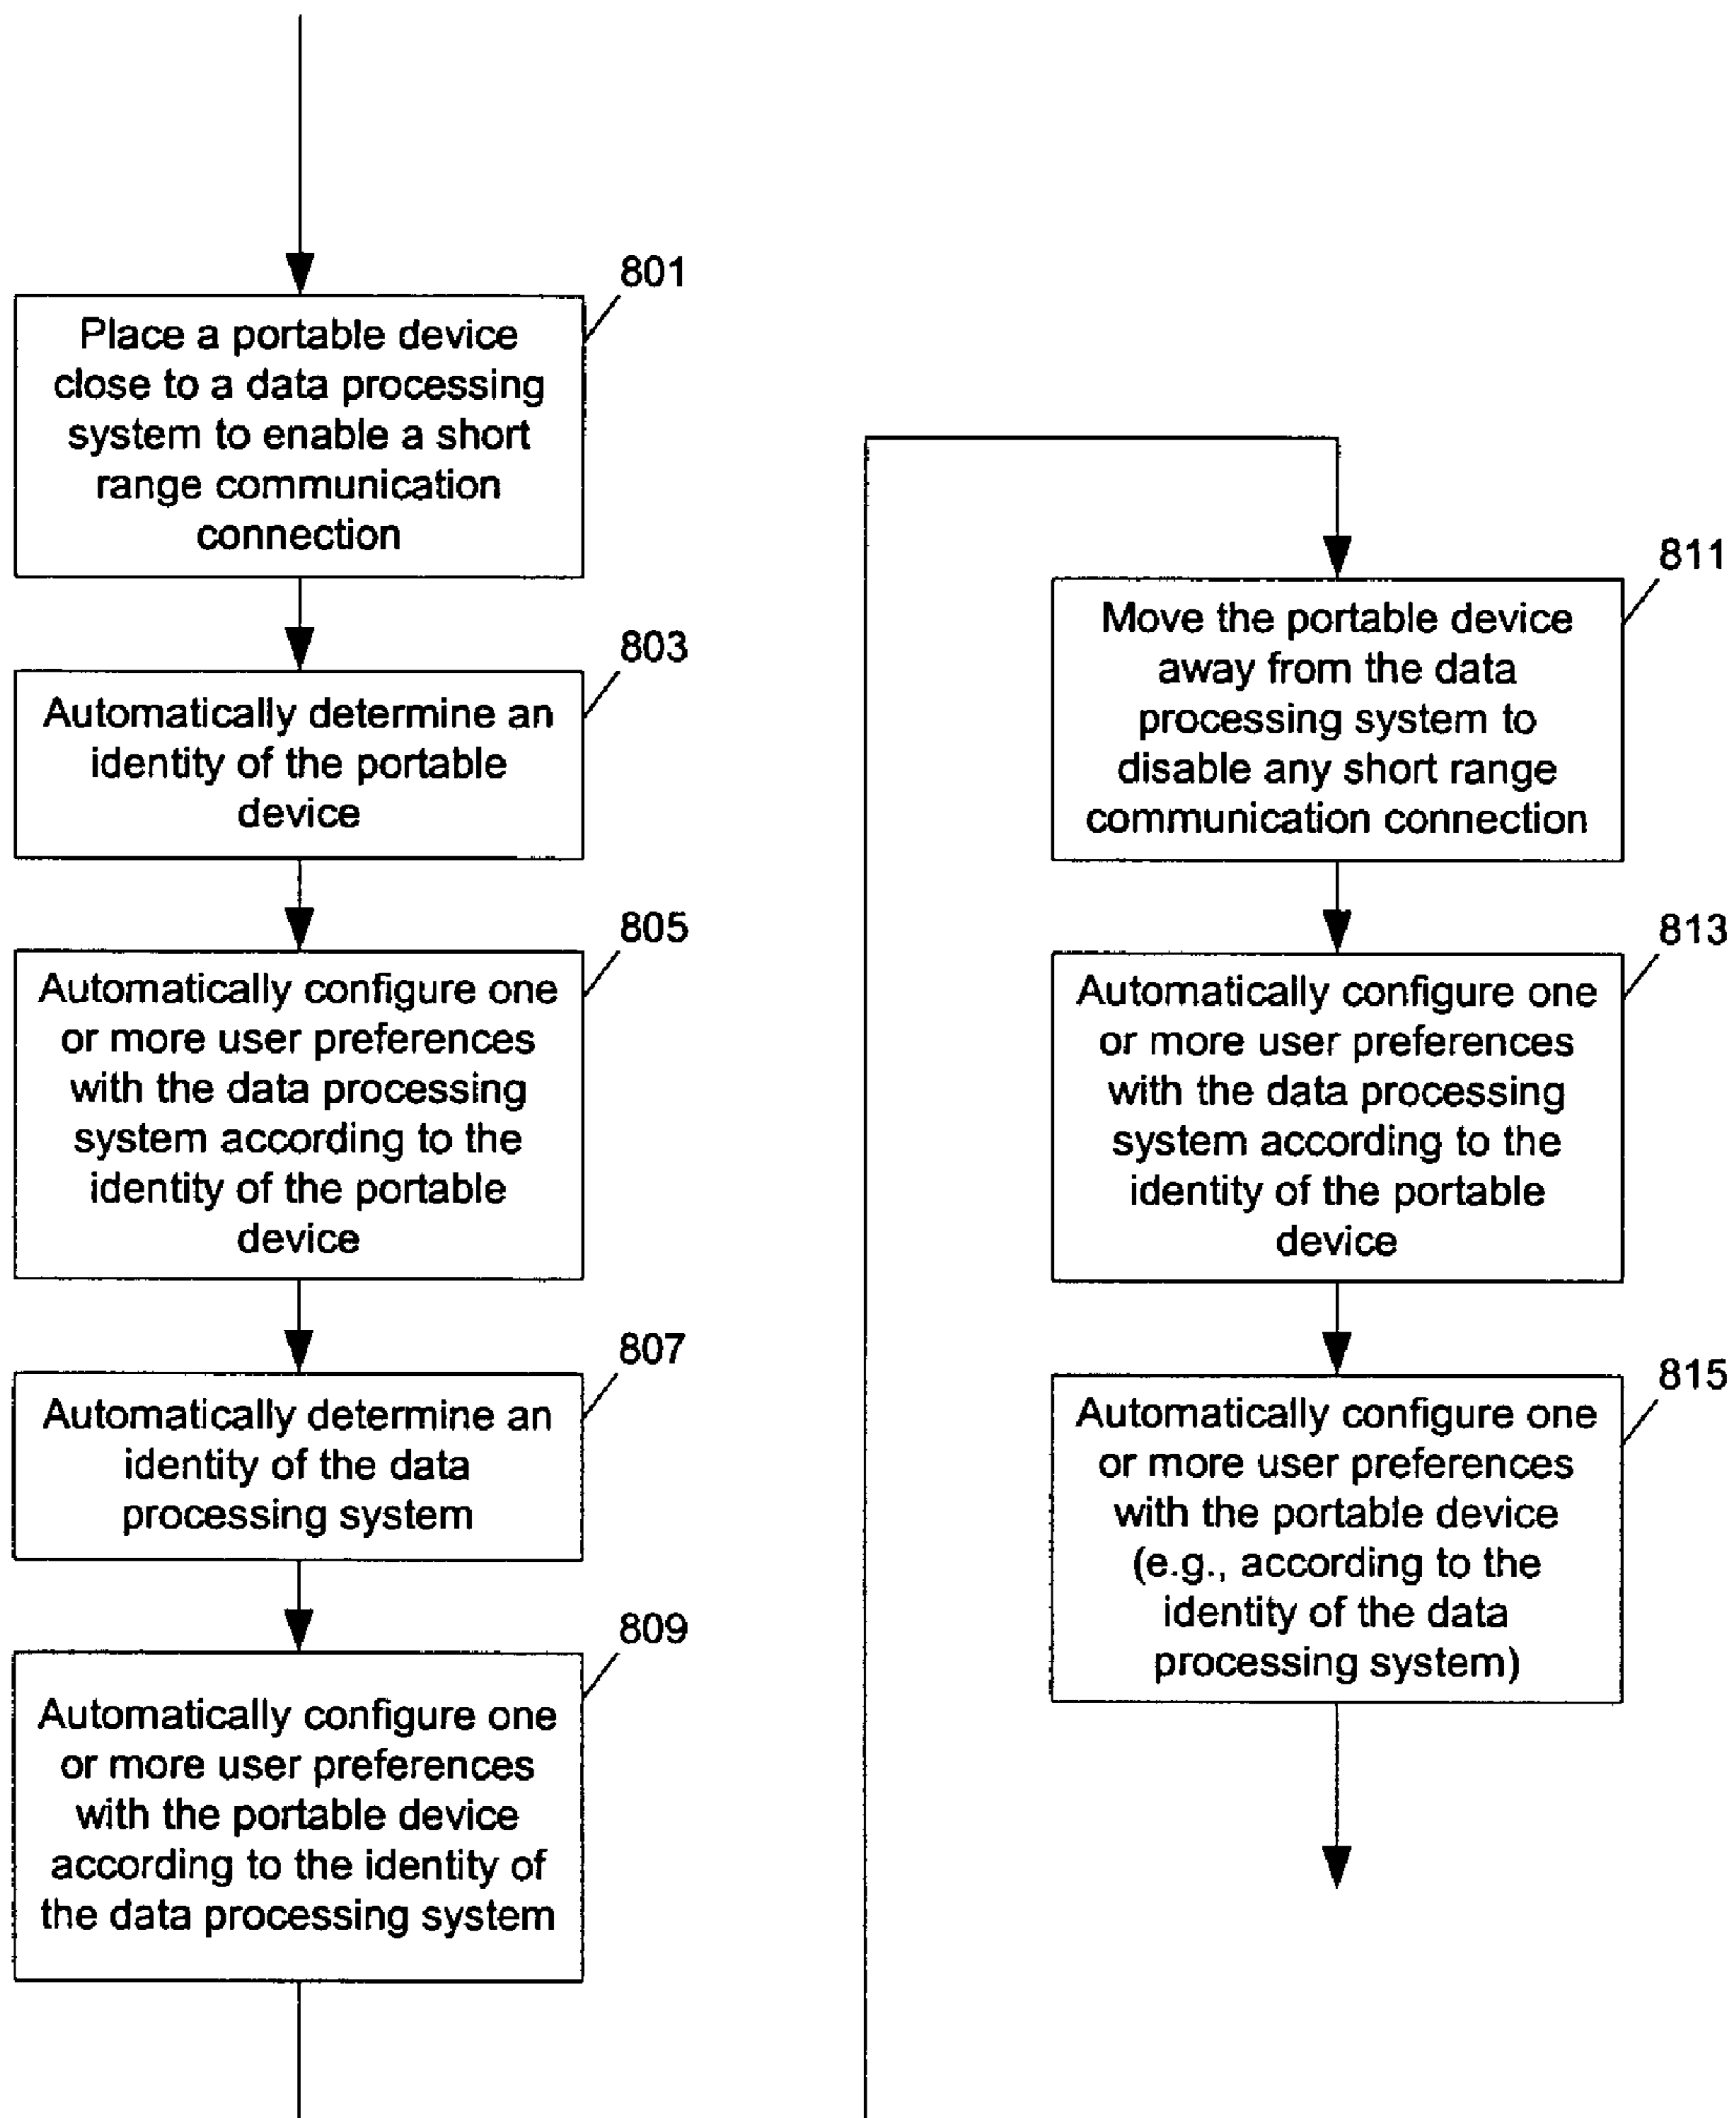 801
Place a portable device
close to a data processing
system to enable a short
range communication
connection
803
Automatically determine an
identity of the portable
device
805
Automatically configure one
or more user preferences
with the data processing
system according to the
identity of the portable
device
807
Automatically determine an
identity of the data
processing system
809
Automatically configure one
or more user preferences
with the portable device
according to the identity of
the data processing system
811
Move the portable device
away from the data
processing system to
disable any short range
communication connection
813
Automatically configure one
or more user preferences
with the data processing
system according to the
identity of the portable
device
815
Automatically configure one
or more user preferences
with the portable device
(e.g., according to the
identity of the data
processing system)